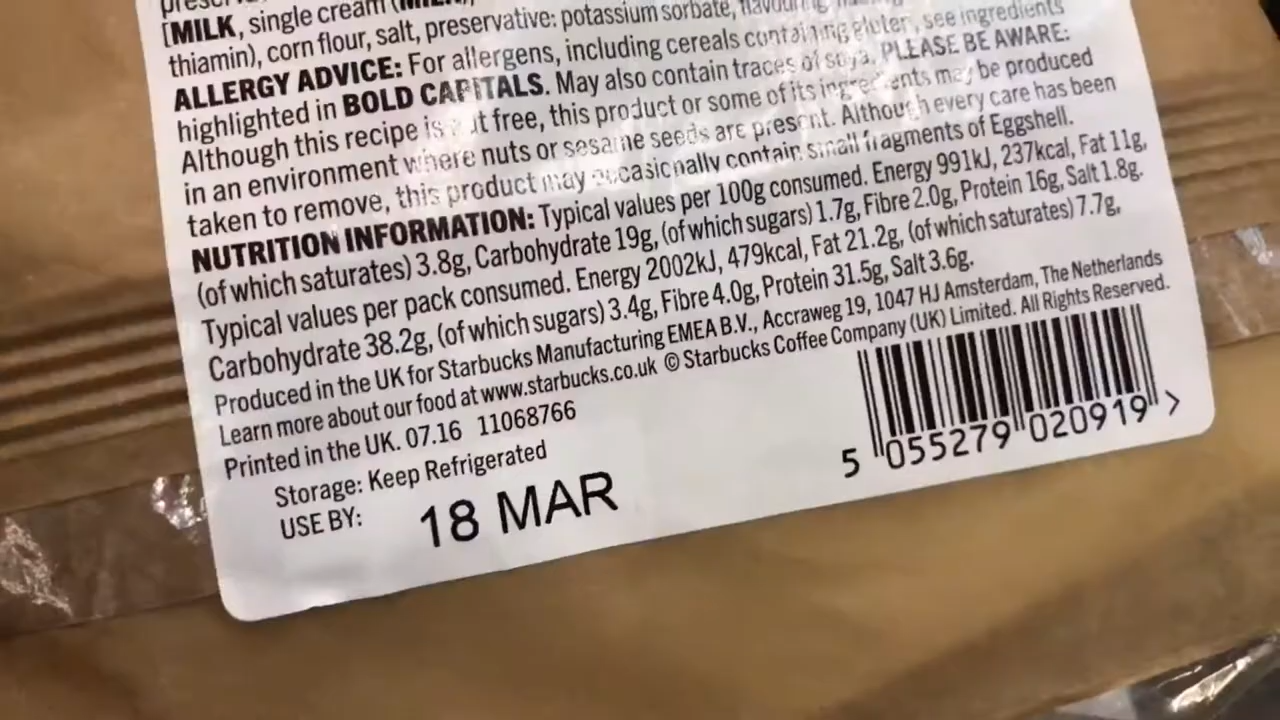 [MILK, single cream
thiamin), corn flour, salt, preservative: potassium sorbate,
ALLERGY ADVICE: For allergens, including cereals containing gluten, see ingredients
highlighted in BOLD CAPITALS. May also contain traces of soya. PLEASE BE AWARE:
Although this recipe is nut free, this product or some of its ingredients may be produced
in an environment where nuts or sesame seeds are present. Although every care has been
taken to remove, this product may occasionally contain small fragments of Eggshell.
NUTRITION INFORMATION: Typical values per 100g consumed. Energy 991kJ, 237kcal, Fat 11g,
(of which saturates) 3.8g, Carbohydrate 19g, (of which sugars) 1.7g, Fibre 2.0g, Protein 16g, Salt 1.8g.
Typical values per pack consumed. Energy 2002kJ, 479kcal, Fat 21.2g, (of which saturates) 7.7g,
Carbohydrate 38.2g, (of which sugars) 3.4g, Fibre 4.0g, Protein 31.5g, Salt 3.6g.
Produced in the UK for Starbucks Manufacturing EMEA B.V., Accraweg 19, 1047 HJ Amsterdam, The Netherlands
Learn more about our food at www.starbucks.co.uk © Starbucks Coffee Company (UK) Limited. All Rights Reserved.
Printed in the UK. 07.16 11068766
Storage: Keep Refrigerated
USE BY: 18 MAR
5 055279 020919 >